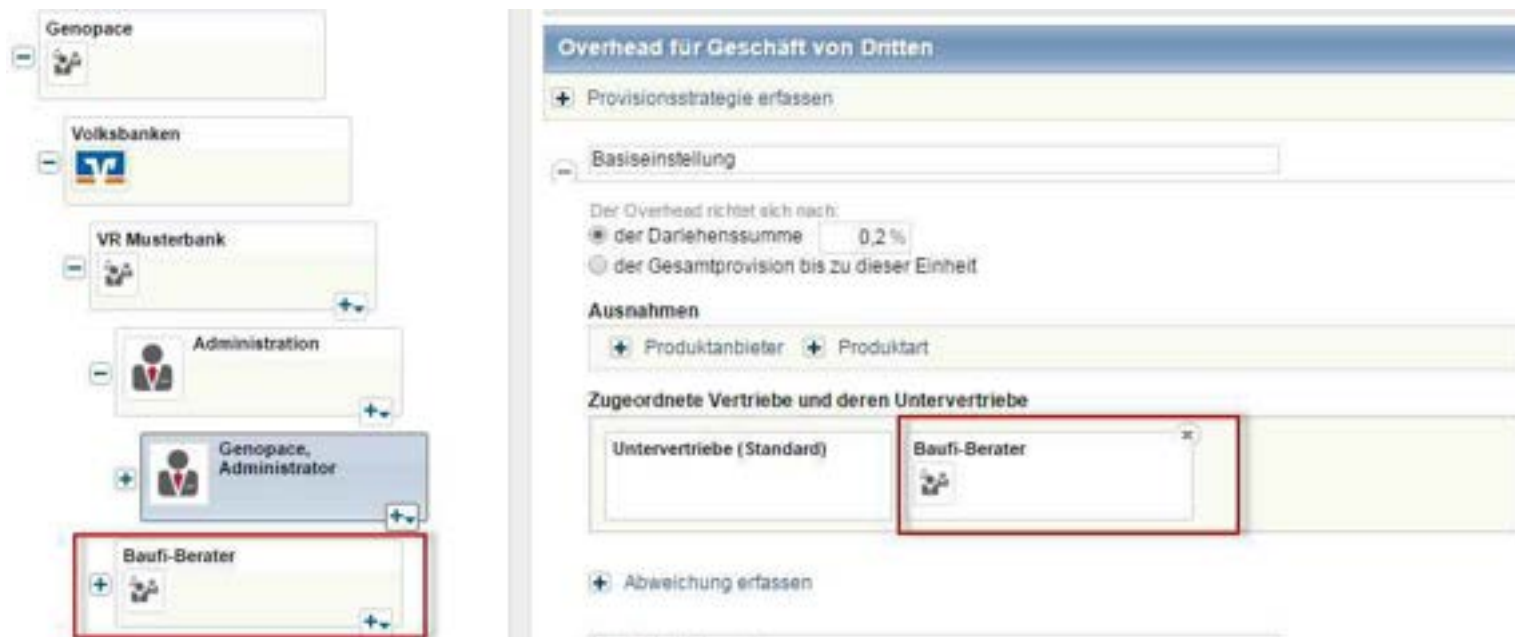 Genopace
Volksbanken
VR Musterbank
Administration
Genopace,
Administrator
Baufi-Berater
Overhead für Geschäft von Dritten
Provisionsstrategie erfassen
Basiseinstellung
Der Overhead richtet sich nach:
der Darlehenssumme 0,2 %
der Gesamtprovision bis zu dieser Einheit
Ausnahmen
Produktanbieter Produktart
Zugeordnete Vertriebe und deren Untervertriebe
Untervertriebe (Standard) Baufi-Berater
Abweichung erfassen